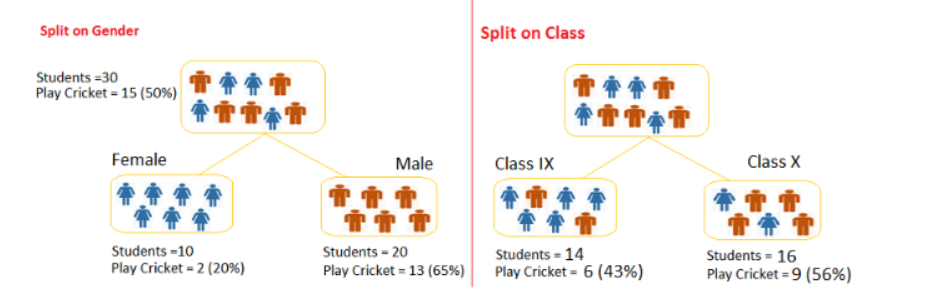 Split on Gender
Students =30
Play Cricket = 15 (50%)
Female
Male
Students =10
Play Cricket = 2 (20%)
Students = 20
Play Cricket = 13 (65%)
Split on Class
Class IX
Class X
Students = 14
Play Cricket = 6 (43%)
Students = 16
Play Cricket = 9 (56%)